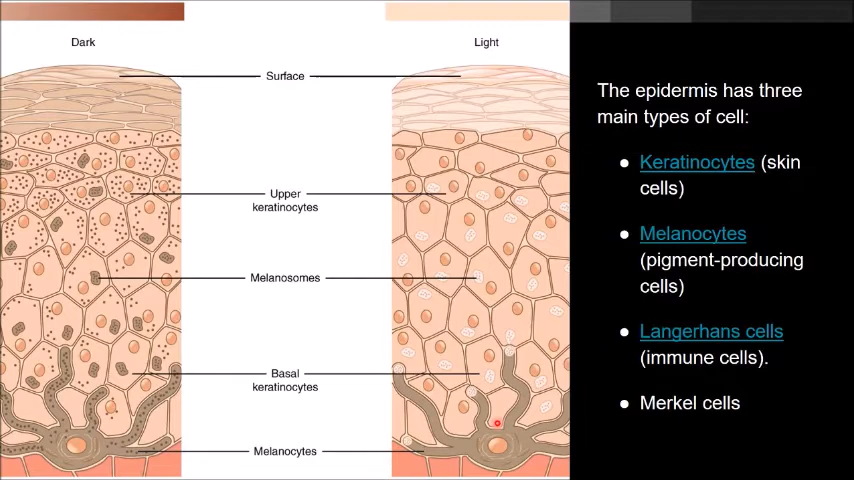 Dark
Light
Surface
Upper
keratinocytes
Melanosomes
Basal
keratinocytes
Melanocytes
The epidermis has three
main types of cell:
● Keratinocytes (skin
cells)
● Melanocytes
(pigment-producing
cells)
● Langerhans cells
(immune cells).
● Merkel cells